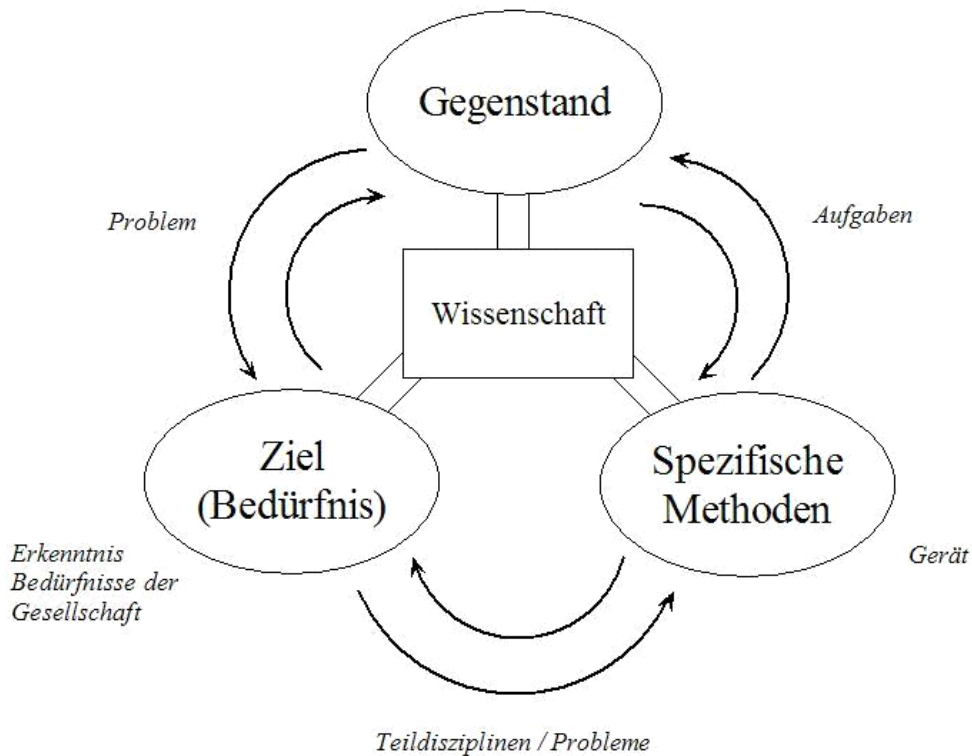 Gegenstand
Problem
Aufgaben
Wissenschaft
Ziel
(Bedürfnis)
Spezifische
Methoden
Erkenntnis
Bedürfnisse der
Gesellschaft
Gerät
Teildisziplinen / Probleme